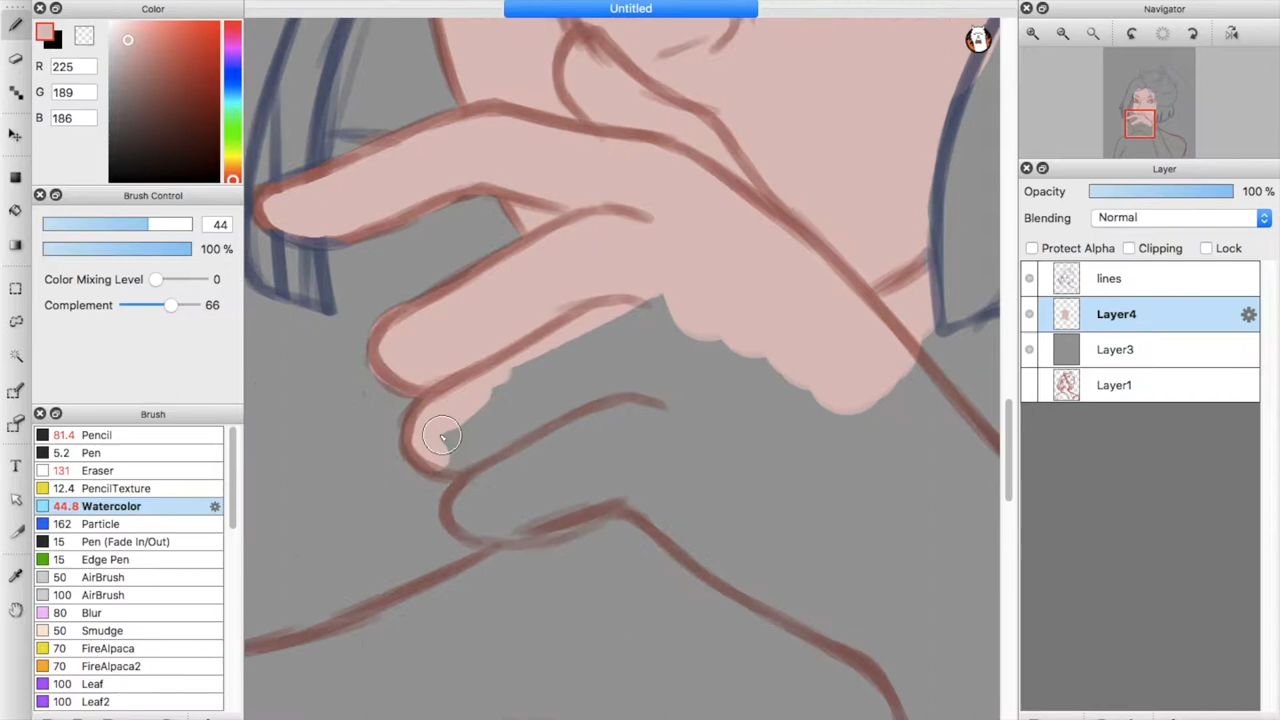 Color
R 225
G 189
B 186
Brush Control
44
100 %
Color Mixing Level 0
Complement 66
Brush
81.4 Pencil
5.2 Pen
131 Eraser
12.4 PencilTexture
44.8 Watercolor
162 Particle
15 Pen (Fade In/Out)
15 Edge Pen
50 AirBrush
100 AirBrush
80 Blur
50 Smudge
70 FireAlpaca
70 FireAlpaca2
100 Leaf
100 Leaf2
T
Untitled
Navigator
Layer
Opacity 100 %
Blending Normal
Protect Alpha Clipping Lock
lines
Layer4
Layer3
Layer1